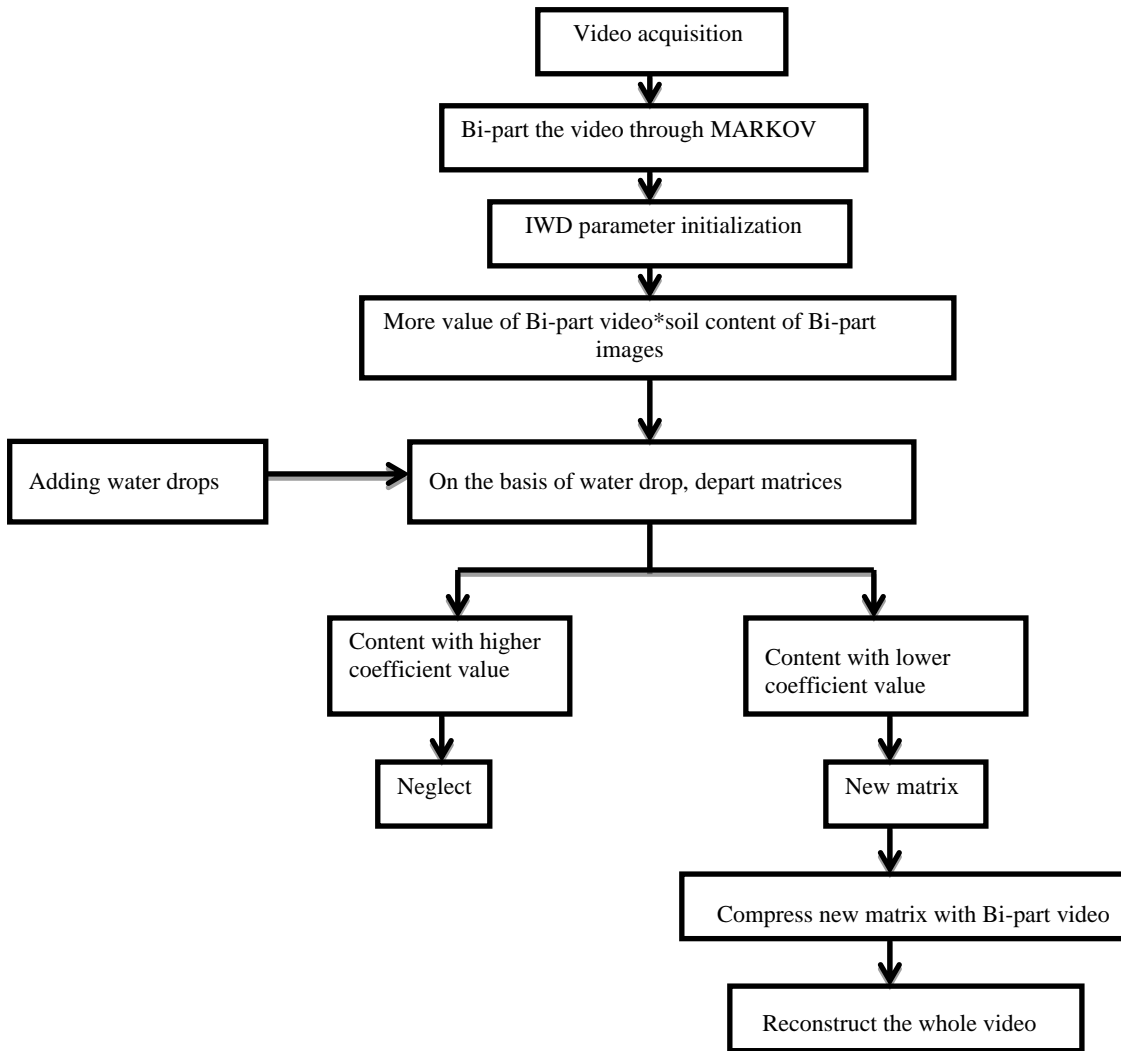 Video acquisition
Bi-part the video through MARKOV
IWD parameter initialization
More value of Bi-part video*soil content of Bi-part
images
Adding water drops
On the basis of water drop, depart matrices
Content with higher
coefficient value
Content with lower
coefficient value
Neglect
New matrix
Compress new matrix with Bi-part video
Reconstruct the whole video